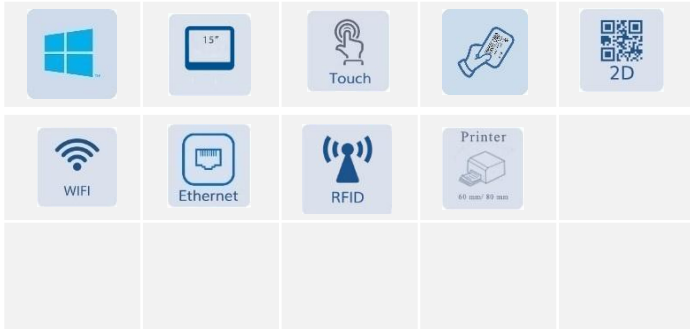 15"
Touch
2D
WIFI
Ethernet
RFID
Printer
60 mm/ 80 mm